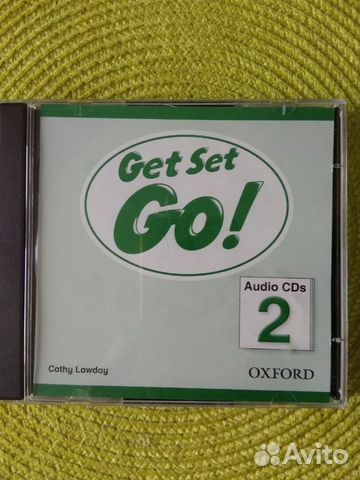 Get Set
Go!
Audio CDs
2
Cathy Lawday
OXFORD
Avito